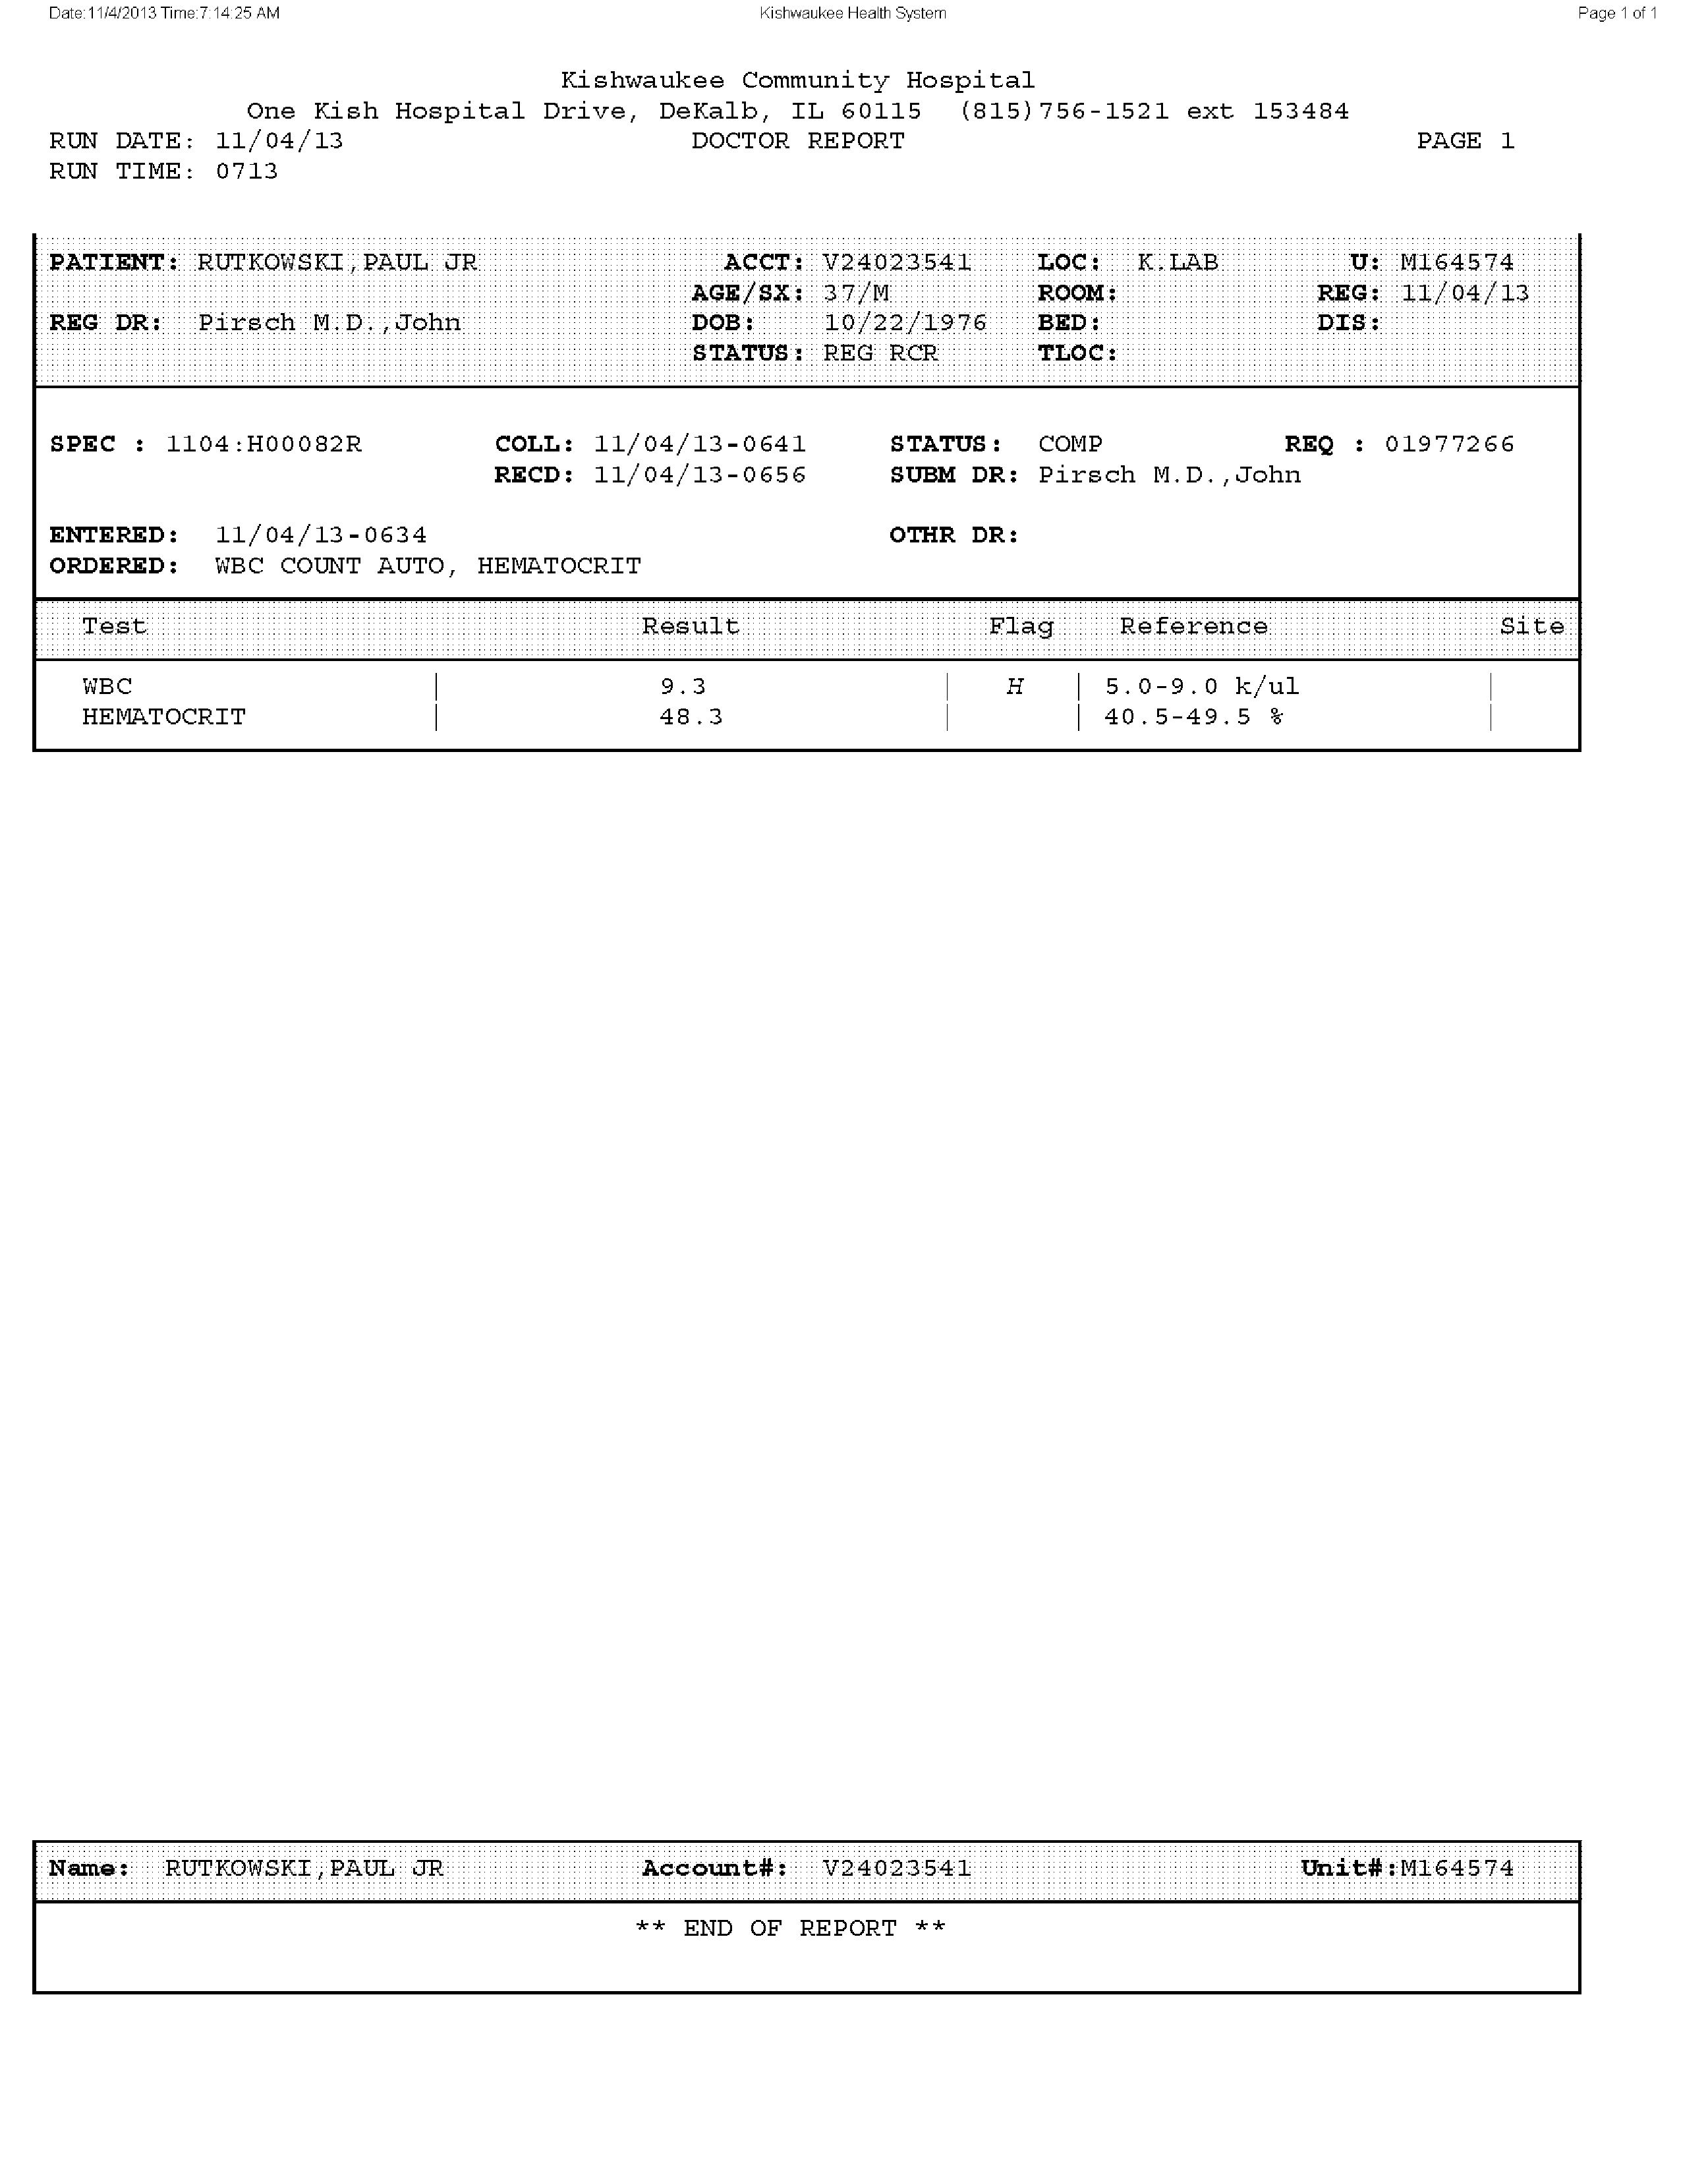 Date:11/4/2013 Time:7:14:25 AM Kishwaukee Health System Page 1 of 1
Kishwaukee Community Hospital
One Kish Hospital Drive, DeKalb, IL 60115 (815)756-1521 ext 153484
RUN DATE: 11/04/13 DOCTOR REPORT PAGE 1
RUN TIME: 0713
PATIENT: RUTKOWSKI,PAUL JR ACCT: V24023541 LOC: K.LAB U: M164574
AGE/SX: 37/M ROOM: REG: 11/04/13
REG DR: Pirsch M.D.,John DOB: 10/22/1976 BED: DIS:
STATUS: REG RCR TLOC:
SPEC : 1104:H00082R COLL: 11/04/13-0641 STATUS: COMP REQ : 01977266
RECD: 11/04/13-0656 SUBM DR: Pirsch M.D.,John
ENTERED: 11/04/13-0634 OTHR DR:
ORDERED: WBC COUNT AUTO, HEMATOCRIT
Test Result Flag Reference Site
WBC | 9.3 | H | 5.0-9.0 k/ul |
HEMATOCRIT | 48.3 | | 40.5-49.5 % |
Name: RUTKOWSKI,PAUL JR Account#: V24023541 Unit#:M164574
** END OF REPORT **